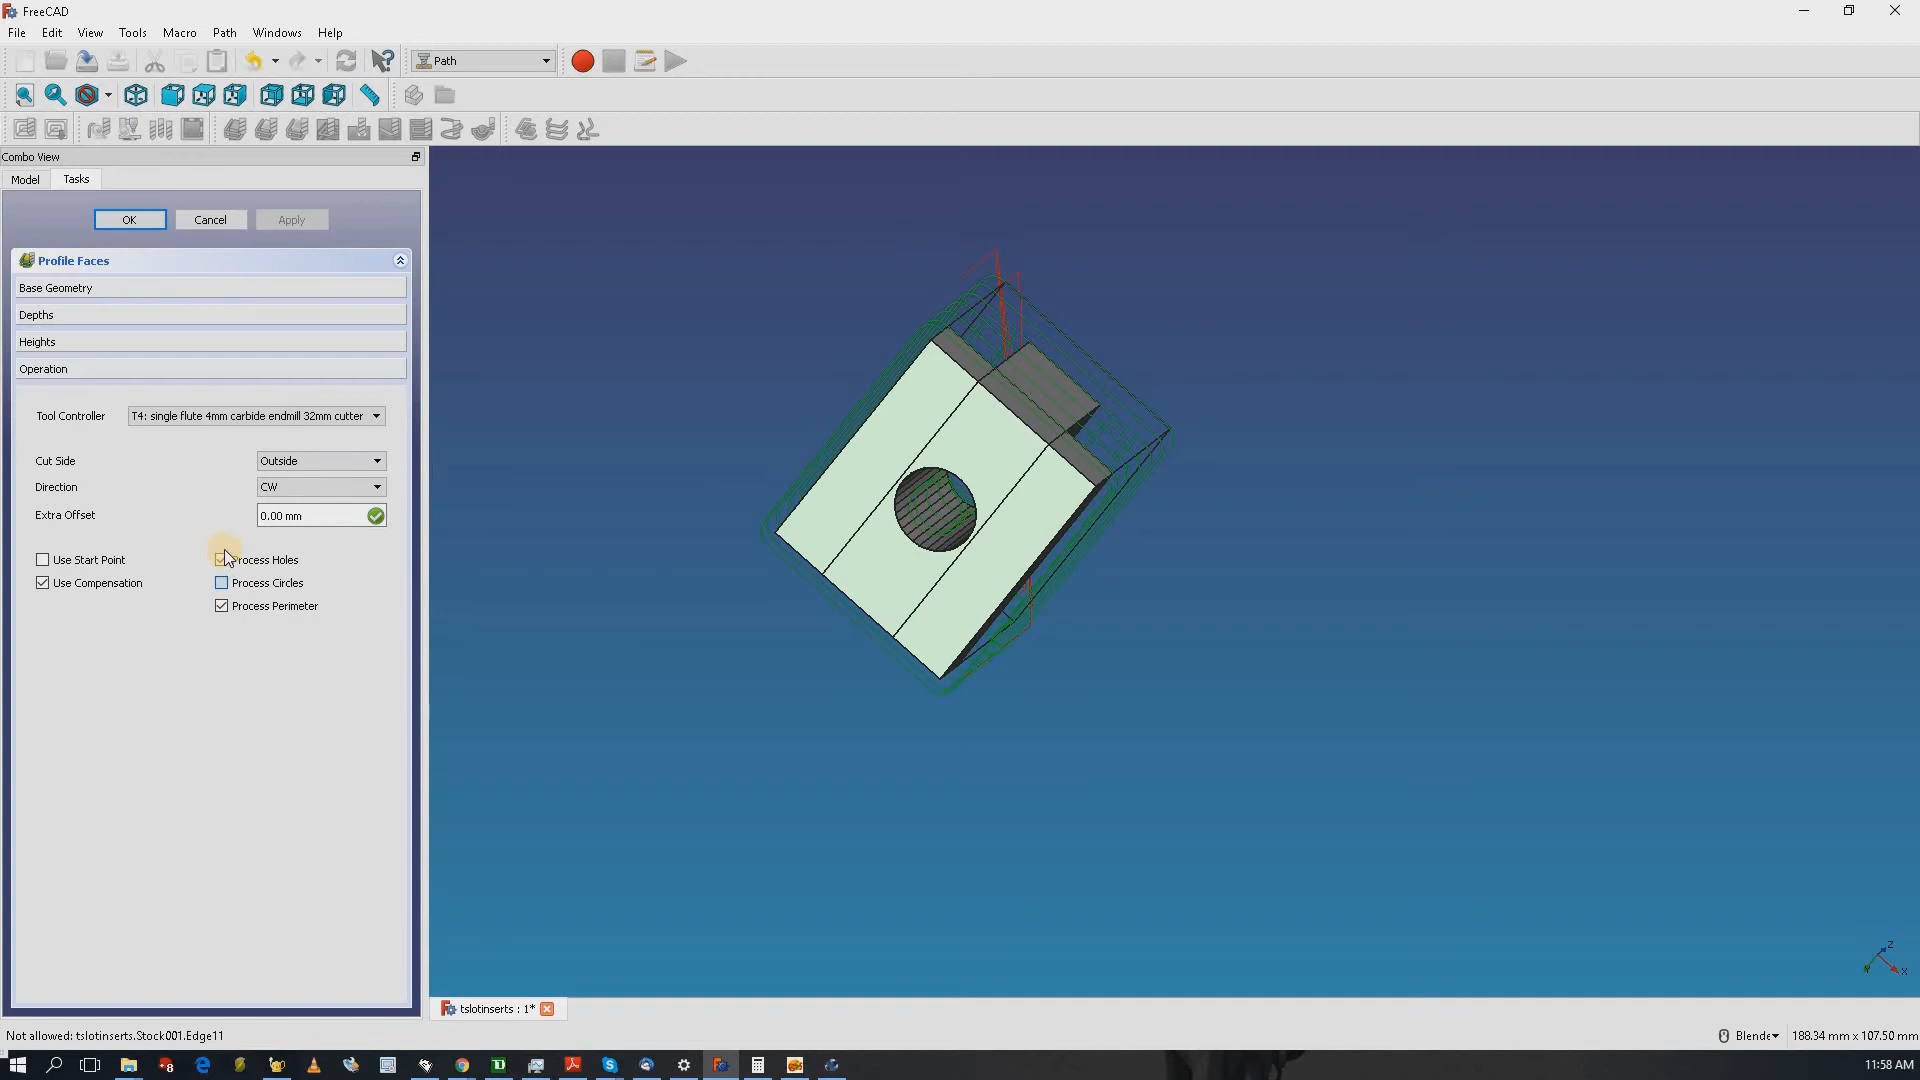 FreeCAD
File Edit View Tools Macro Path Windows Help
Path
Combo View
Model Tasks
OK Cancel Apply
Profile Faces
Base Geometry
Depths
Heights
Operation
Tool Controller T4: single flute 4mm carbide endmill 32mm cutter
Cut Side Outside
Direction CW
Extra Offset 0.00 mm
Use Start Point Process Holes
Use Compensation Process Circles
Process Perimeter
Z
Y
X
tslotinserts : 1*
Not allowed: tslotinserts.Stock001.Edge11
Blende 188.34 mm x 107.50 mm
8
11:58 AM